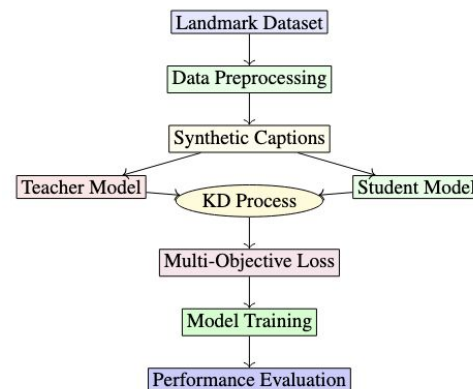 Landmark Dataset
Data Preprocessing
Synthetic Captions
Teacher Model
Student Model
KD Process
Multi-Objective Loss
Model Training
Performance Evaluation